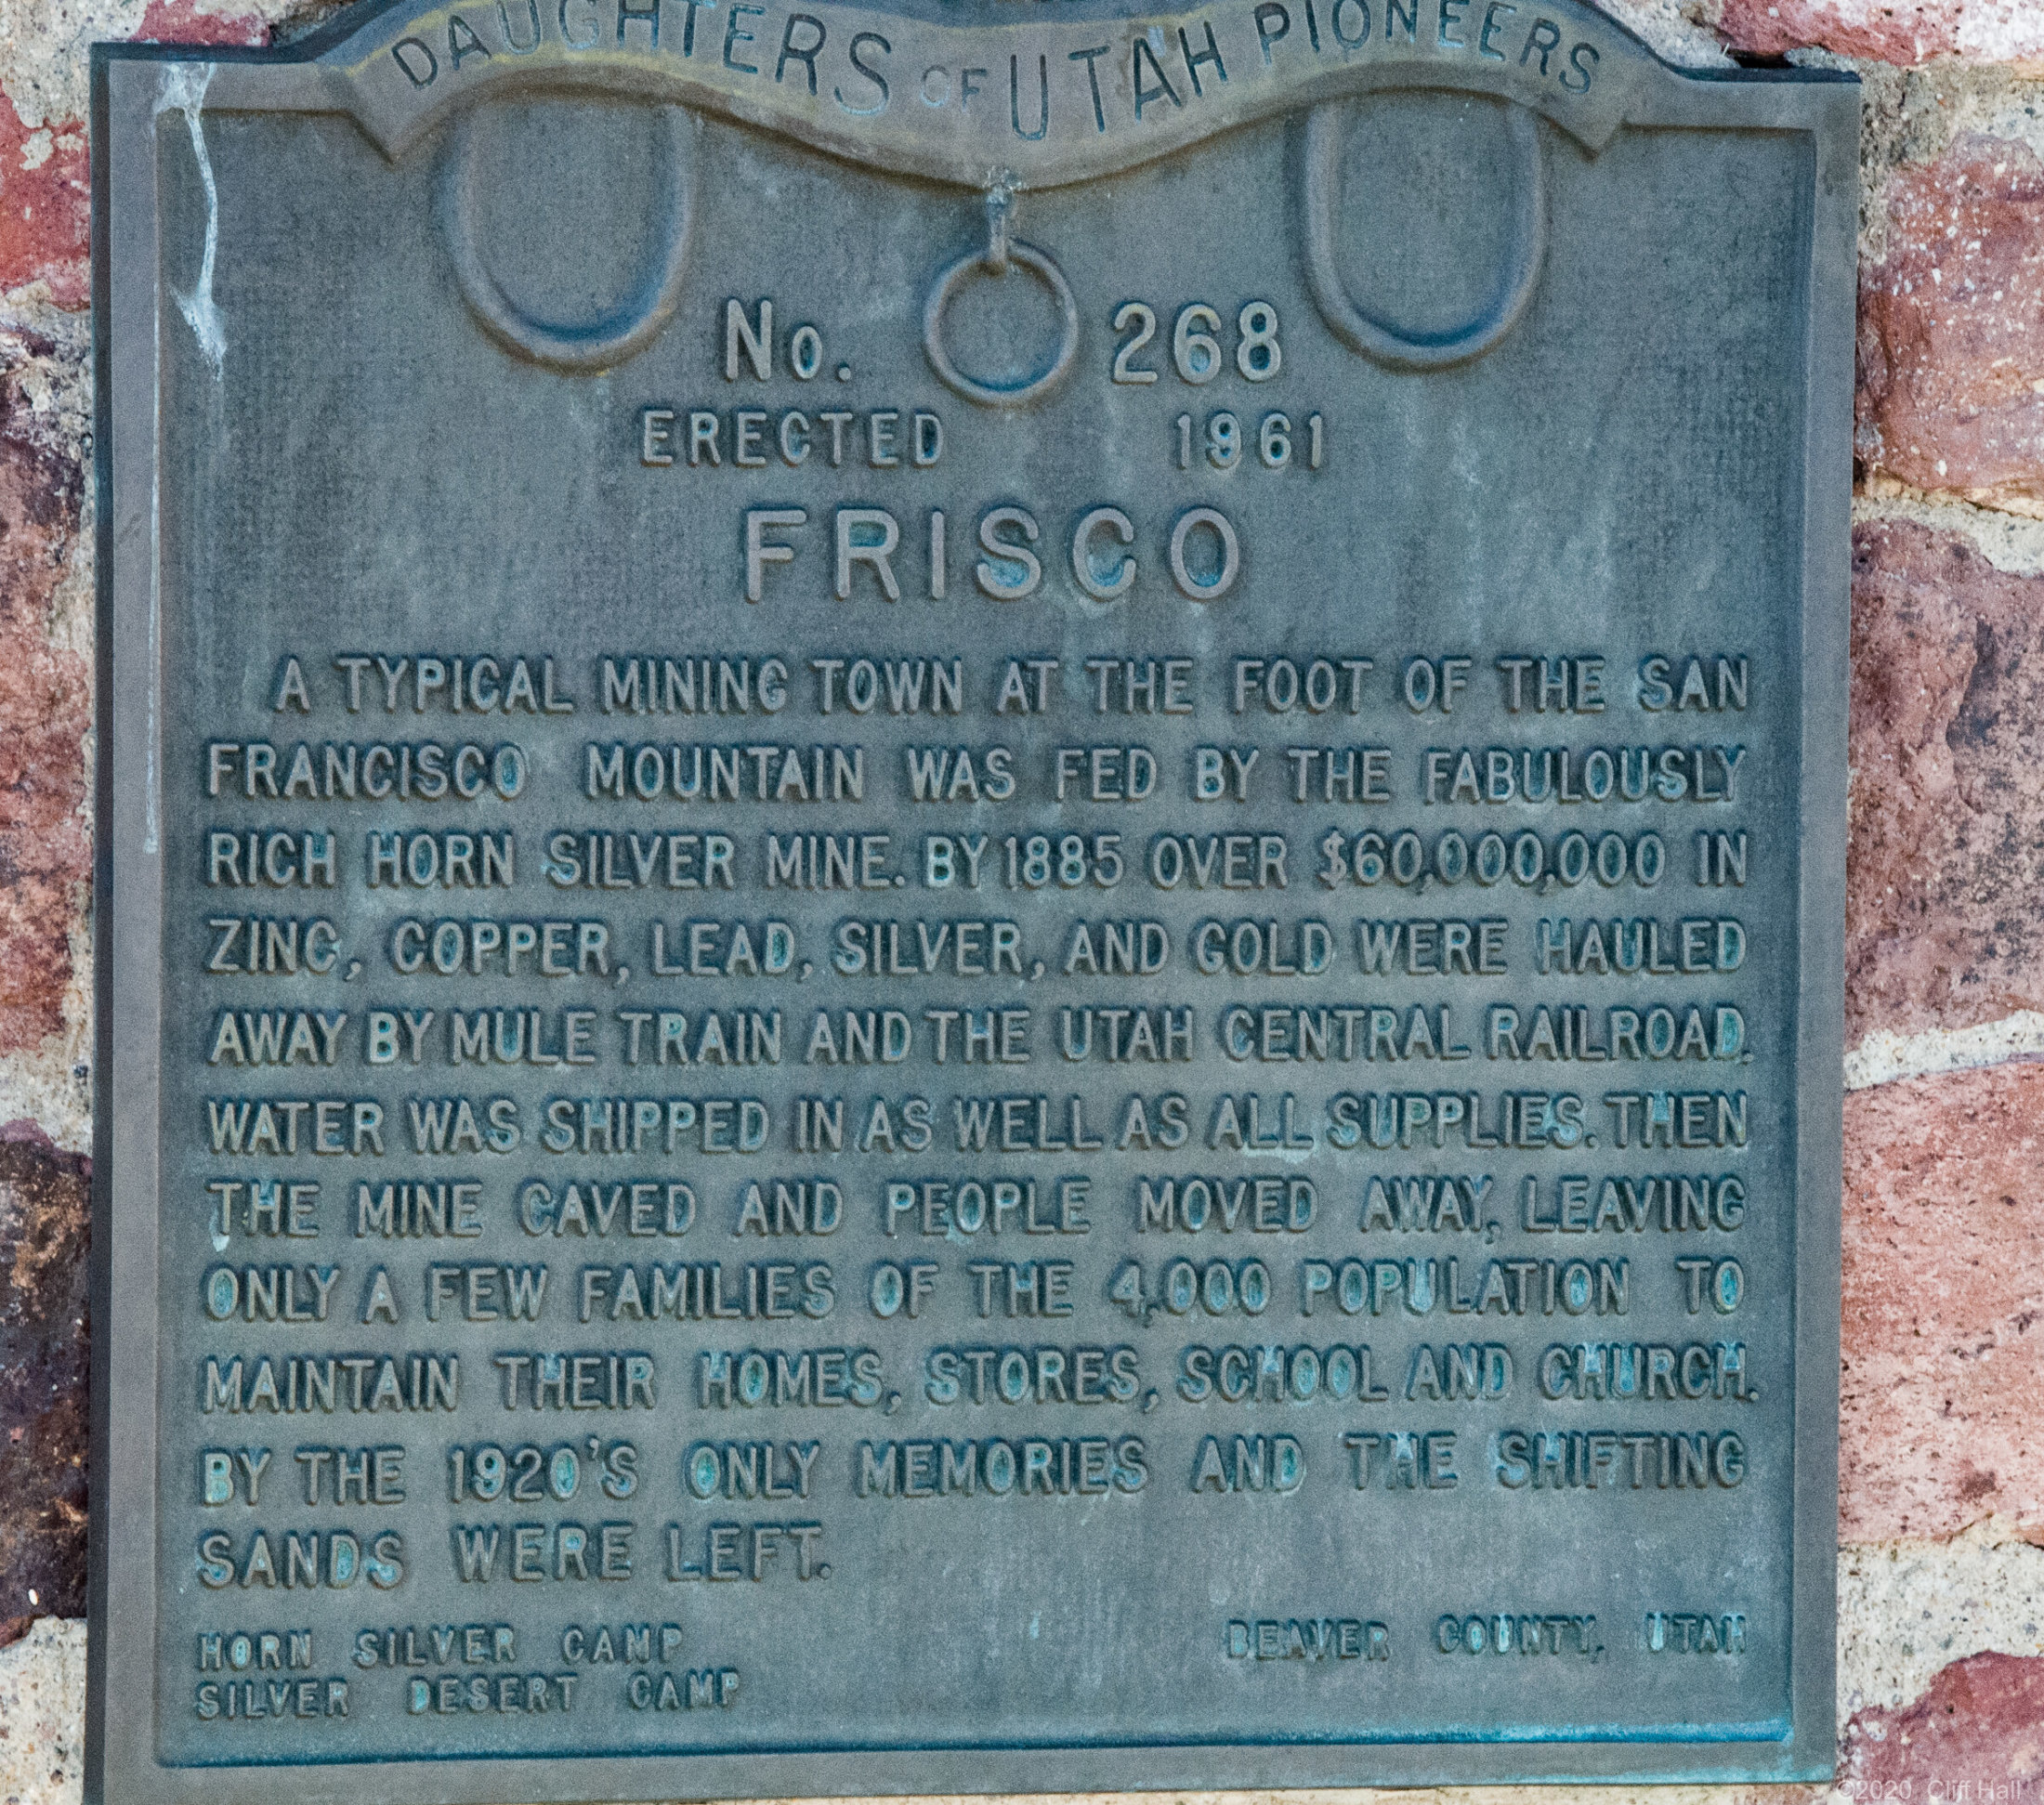 DAUGHTERS OF UTAH PIONEERS
No. 268
ERECTED 1961
FRISCO
A TYPICAL MINING TOWN AT THE FOOT OF THE SAN
FRANCISCO MOUNTAIN WAS FED BY THE FABULOUSLY
RICH HORN SILVER MINE. BY 1885 OVER $60,000,000 IN
ZINC, COPPER, LEAD, SILVER, AND GOLD WERE HAULED
AWAY BY MULE TRAIN AND THE UTAH CENTRAL RAILROAD.
WATER WAS SHIPPED IN AS WELL AS ALL SUPPLIES. THEN
THE MINE CAVED AND PEOPLE MOVED AWAY, LEAVING
ONLY A FEW FAMILIES OF THE 4,000 POPULATION TO
MAINTAIN THEIR HOMES, STORES, SCHOOL AND CHURCH.
BY THE 1920'S ONLY MEMORIES AND THE SHIFTING
SANDS WERE LEFT.
HORN SILVER CAMP BEAVER COUNTY, UTAH
SILVER DESERT CAMP
©2020 Cliff Hall